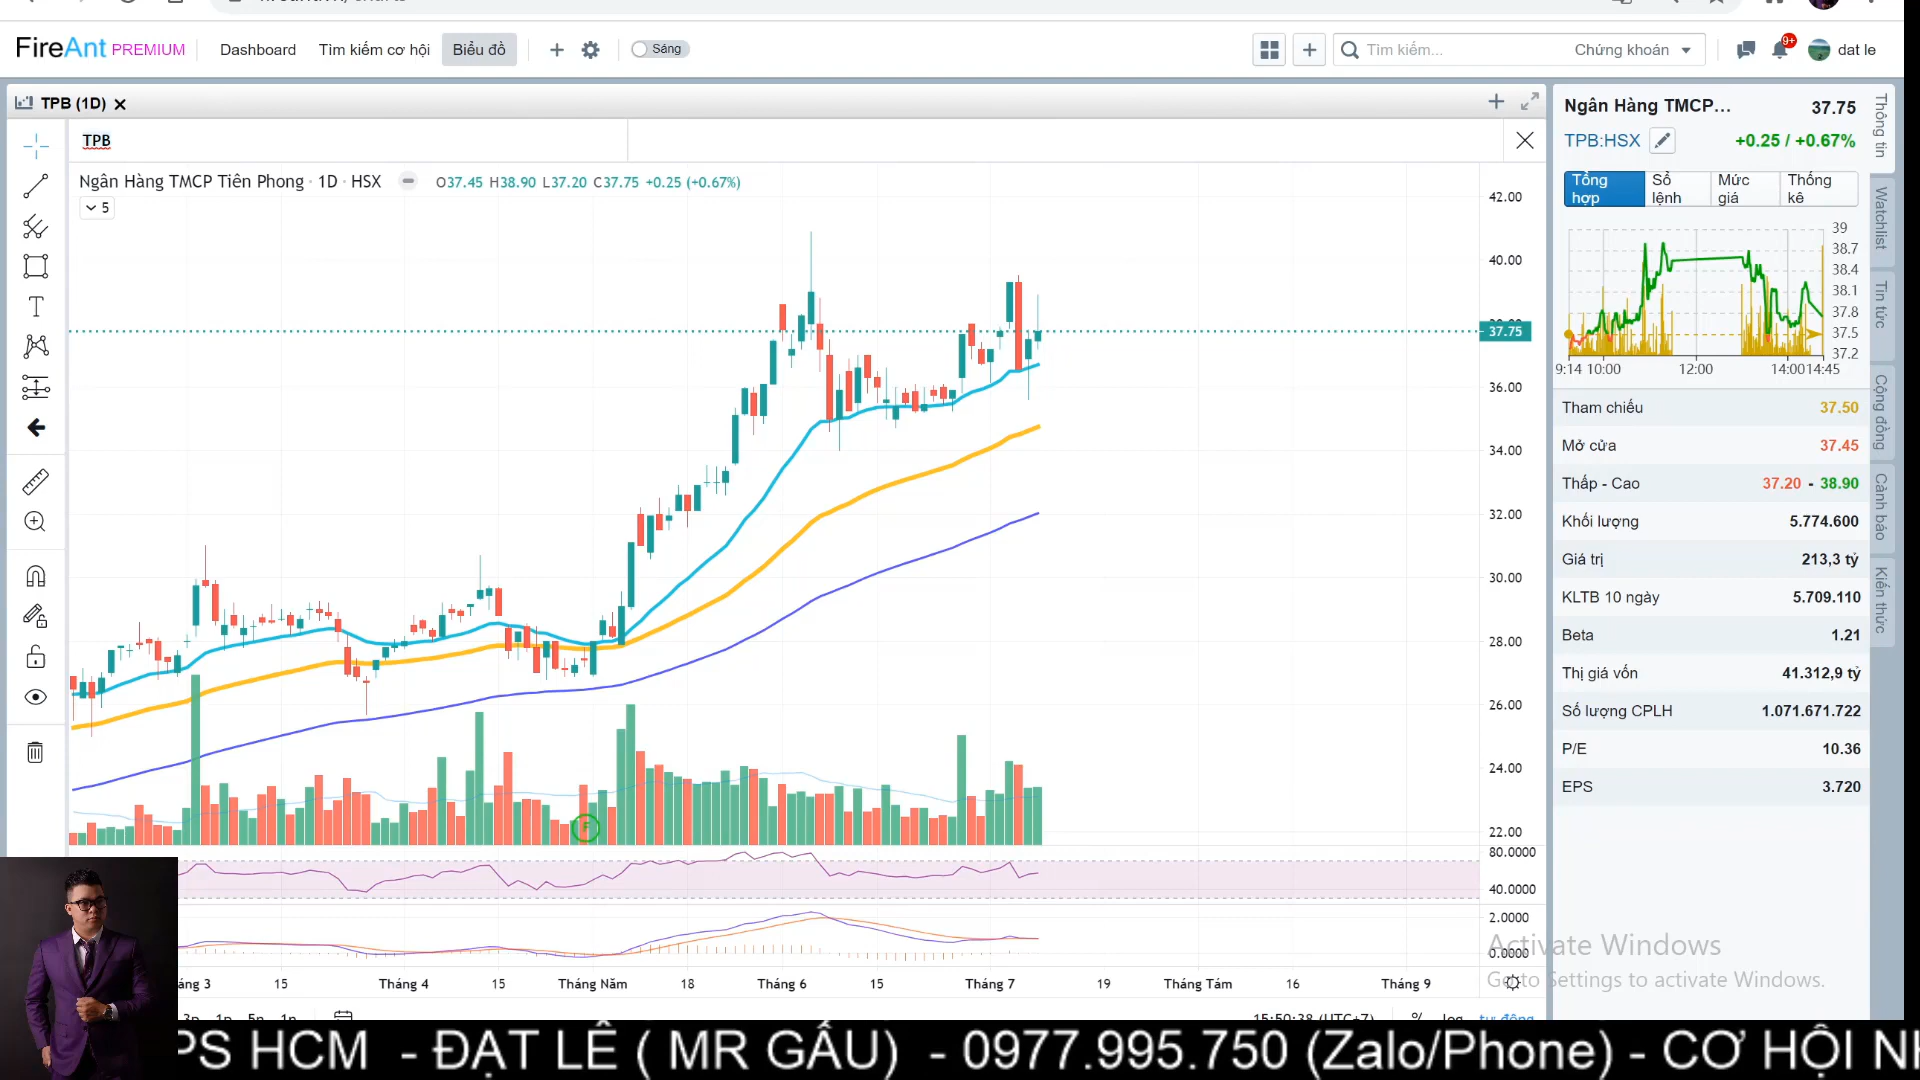 FireAnt PREMIUM
Dashboard
Tìm kiếm cơ hội
Biểu đồ
Sáng
Tìm kiếm...
Chứng khoán
9+
dat le
TPB (1D)
TPB
Ngân Hàng TMCP Tiên Phong · 1D · HSX
O37.45 H38.90 L37.20 C37.75 +0.25 (+0.67%)
5
42.00
40.00
37.75
36.00
34.00
32.00
30.00
28.00
26.00
24.00
22.00
80.0000
40.0000
2.0000
0.0000
F
15
Tháng 4
15
Tháng Năm
18
Tháng 6
15
Tháng 7
19
Tháng Tám
16
Tháng 9
15:50:38 (UTC+7)
%
log
tự động
Ngân Hàng TMCP...
37.75
TPB:HSX
+0.25 / +0.67%
Tổng hợp
Sổ lệnh
Mức giá
Thống kê
39
38.7
38.4
38.1
37.8
37.5
37.2
9:14 10:00 12:00 14:00 14:45
Tham chiếu 37.50
Mở cửa 37.45
Thấp - Cao 37.20 - 38.90
Khối lượng 5.774.600
Giá trị 213,3 tỷ
KLTB 10 ngày 5.709.110
Beta 1.21
Thị giá vốn 41.312,9 tỷ
Số lượng CPLH 1.071.671.722
P/E 10.36
EPS 3.720
Thông tin
Watchlist
Tin tức
Cộng đồng
Cảnh báo
Kiến thức
Activate Windows
Go to Settings to activate Windows.
PS HCM - ĐẠT LÊ ( MR GẤU) - 0977.995.750 (Zalo/Phone) - CƠ HỘI